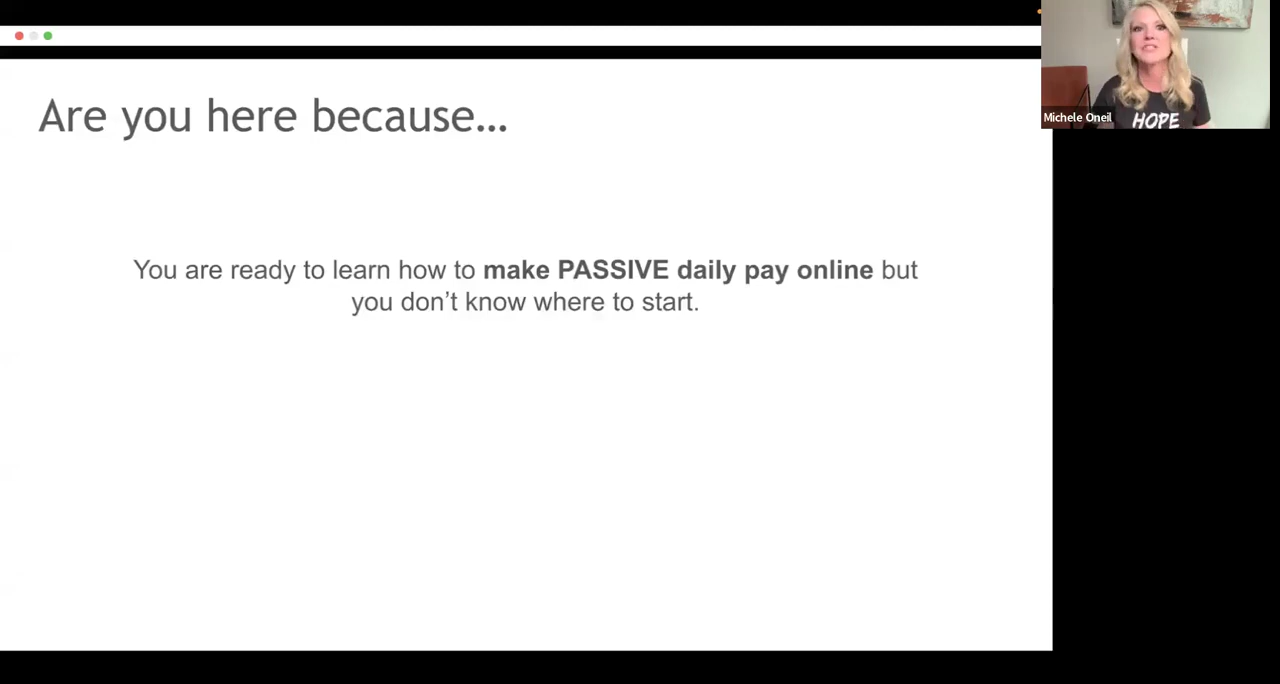 Are you here because...
You are ready to learn how to make PASSIVE daily pay online but
you don’t know where to start.
Michele Oneil
HOPE